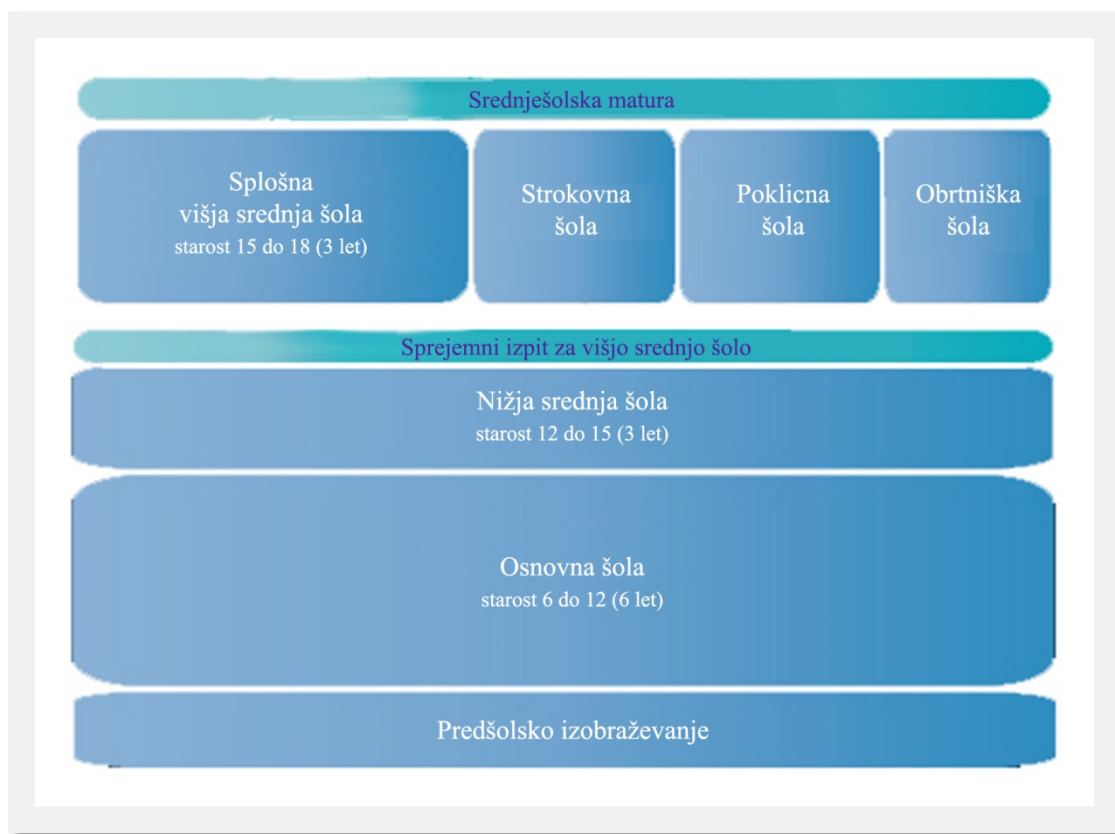 Srednješolska matura
Splošna
višja srednja šola
starost 15 do 18 (3 let)
Strokovna
šola
Poklicna
šola
Obrtniška
šola
Sprejemni izpit za višjo srednjo šolo
Nižja srednja šola
starost 12 do 15 (3 let)
Osnovna šola
starost 6 do 12 (6 let)
Predšolsko izobraževanje